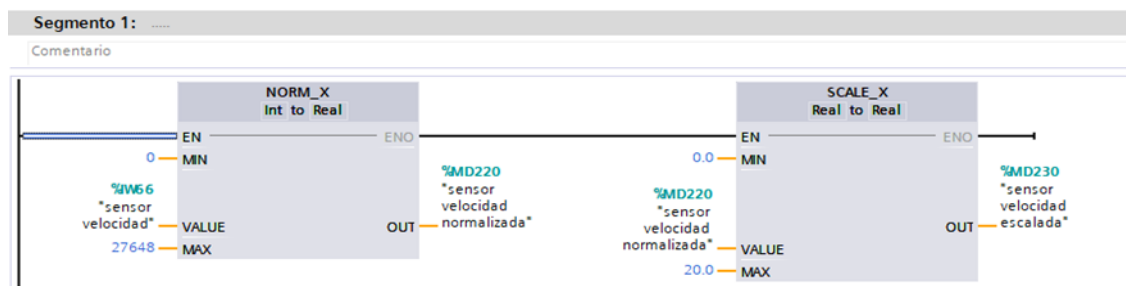 Segmento 1: .....
Comentario
NORM_X
Int to Real
EN
ENO
0
MIN
%IW66
"sensor
velocidad"
VALUE
27648
MAX
OUT
%MD220
"sensor
velocidad
normalizada"
SCALE_X
Real to Real
EN
ENO
0.0
MIN
%MD220
"sensor
velocidad
normalizada"
VALUE
20.0
MAX
OUT
%MD230
"sensor
velocidad
escalada"